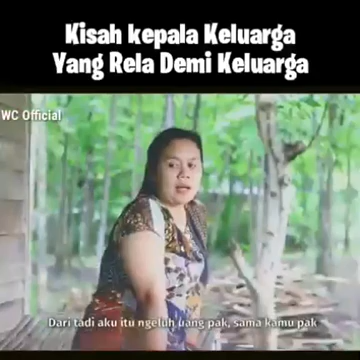 Kisah kepala Keluarga
Yang Rela Demi Keluarga
WC Official
Dari tadi aku itu ngeluh uang pak, sama kamu pak